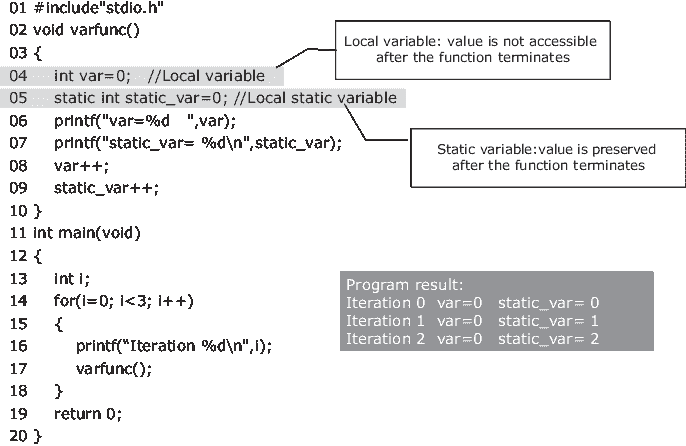 01 #include"stdio.h"
02 void varfunc()
03 {
04 int var=0; //Local variable
05 static int static_var=0; //Local static variable
06 printf("var=%d ",var);
07 printf("static_var= %d\n",static_var);
08 var++;
09 static_var++;
10 }
11 int main(void)
12 {
13 int i;
14 for(i=0; i<3; i++)
15 {
16 printf("Iteration %d\n",i);
17 varfunc();
18 }
19 return 0;
20 }
Local variable: value is not accessible
after the function terminates
Static variable:value is preserved
after the function terminates
Program result:
Iteration 0 var=0 static_var= 0
Iteration 1 var=0 static_var= 1
Iteration 2 var=0 static_var= 2